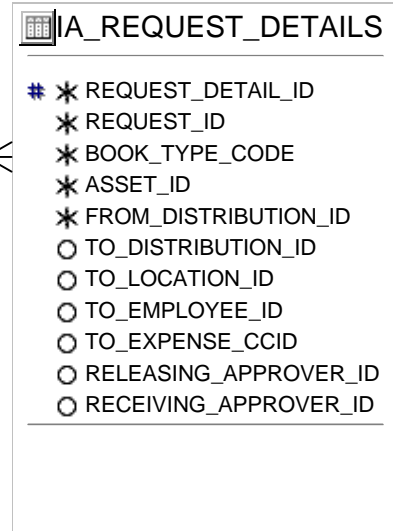 IA_REQUEST_DETAILS
# * REQUEST_DETAIL_ID
* REQUEST_ID
* BOOK_TYPE_CODE
* ASSET_ID
* FROM_DISTRIBUTION_ID
O TO_DISTRIBUTION_ID
O TO_LOCATION_ID
O TO_EMPLOYEE_ID
O TO_EXPENSE_CCID
O RELEASING_APPROVER_ID
O RECEIVING_APPROVER_ID